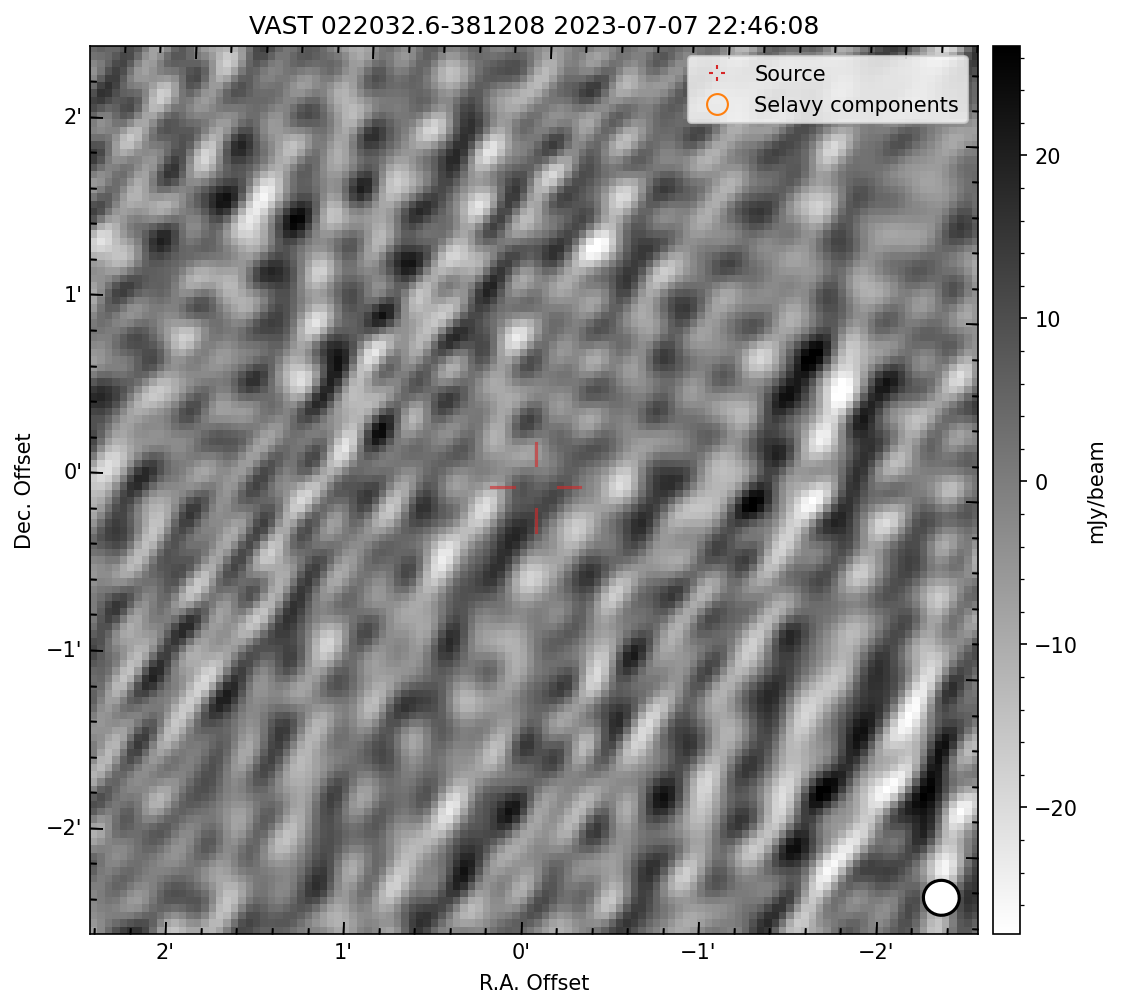 VAST 022032.6-381208 2023-07-07 22:46:08
Source
Selavy components
2'
1'
0'
−1'
−2'
Dec. Offset
2'
1'
0'
−1'
−2'
R.A. Offset
20
10
0
−10
−20
mJy/beam